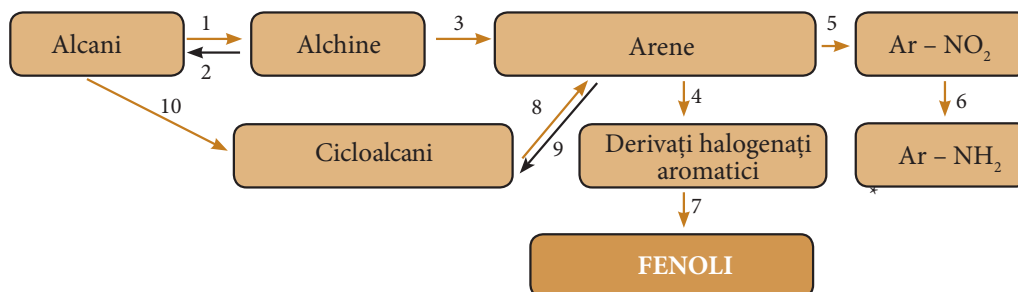 Alcani
1
2
Alchine
3
Arene
5
Ar – NO₂
10
8
9
4
6
Cicloalcani
Derivați halogenați
aromatici
Ar – NH₂
*
7
FENOLI